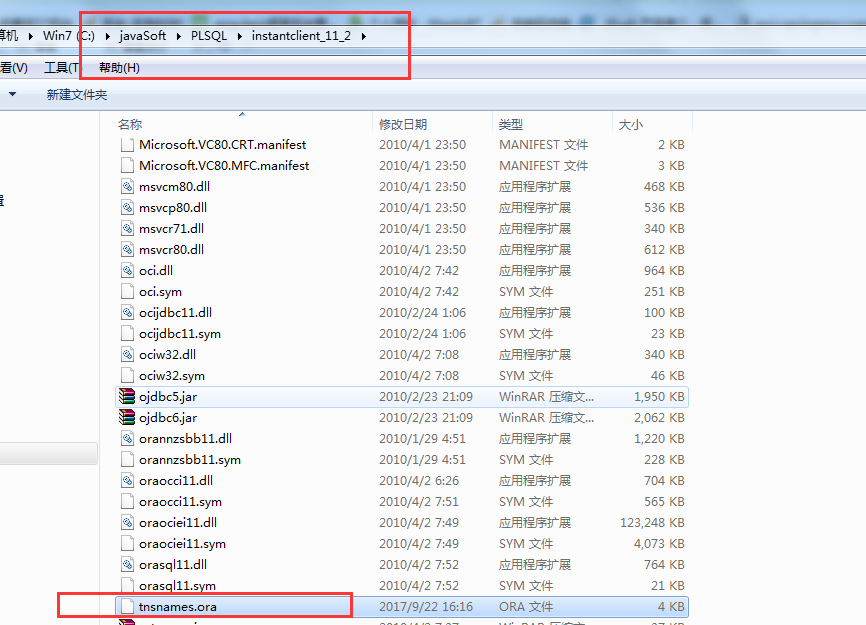 算机 Win7 (C:) javaSoft PLSQL instantclient_11_2
看(V) 工具(T 帮助(H)
新建文件夹
名称 修改日期 类型 大小
Microsoft.VC80.CRT.manifest 2010/4/1 23:50 MANIFEST 文件 2 KB
Microsoft.VC80.MFC.manifest 2010/4/1 23:50 MANIFEST 文件 3 KB
msvcm80.dll 2010/4/1 23:50 应用程序扩展 468 KB
msvcp80.dll 2010/4/1 23:50 应用程序扩展 536 KB
msvcr71.dll 2010/4/1 23:50 应用程序扩展 340 KB
msvcr80.dll 2010/4/1 23:50 应用程序扩展 612 KB
oci.dll 2010/4/2 7:42 应用程序扩展 964 KB
oci.sym 2010/4/2 7:42 SYM 文件 251 KB
ocijdbc11.dll 2010/2/24 1:06 应用程序扩展 100 KB
ocijdbc11.sym 2010/2/24 1:06 SYM 文件 23 KB
ociw32.dll 2010/4/2 7:08 应用程序扩展 340 KB
ociw32.sym 2010/4/2 7:08 SYM 文件 46 KB
ojdbc5.jar 2010/2/23 21:09 WinRAR 压缩文... 1,950 KB
ojdbc6.jar 2010/2/23 21:09 WinRAR 压缩文... 2,062 KB
orannzsbb11.dll 2010/1/29 4:51 应用程序扩展 1,220 KB
orannzsbb11.sym 2010/1/29 4:51 SYM 文件 228 KB
oraocci11.dll 2010/4/2 6:26 应用程序扩展 704 KB
oraocci11.sym 2010/4/2 7:51 SYM 文件 565 KB
oraociei11.dll 2010/4/2 7:49 应用程序扩展 123,248 KB
oraociei11.sym 2010/4/2 7:49 SYM 文件 4,073 KB
orasql11.dll 2010/4/2 7:52 应用程序扩展 764 KB
orasql11.sym 2010/4/2 7:52 SYM 文件 21 KB
tnsnames.ora 2017/9/22 16:16 ORA 文件 4 KB